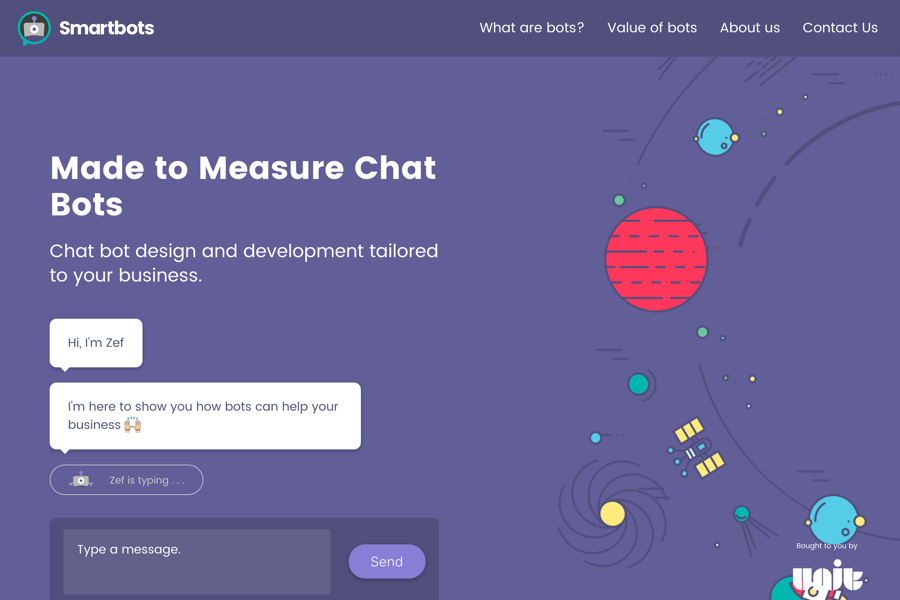 Smartbots
What are bots? Value of bots About us Contact Us
Made to Measure Chat
Bots
Chat bot design and development tailored
to your business.
Hi, I'm Zef
I'm here to show you how bots can help your
business 🙌🏼
Zef is typing . . .
Type a message.
Send
Bought to you by